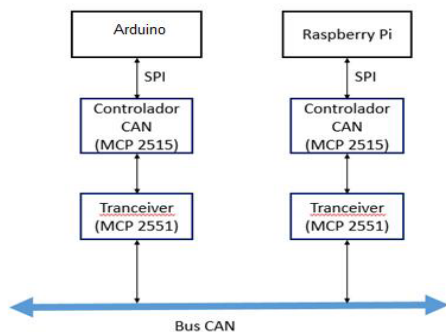 Arduino
Raspberry Pi
SPI
SPI
Controlador
CAN
(MCP 2515)
Controlador
CAN
(MCP 2515)
Tranceiver
(MCP 2551)
Tranceiver
(MCP 2551)
Bus CAN